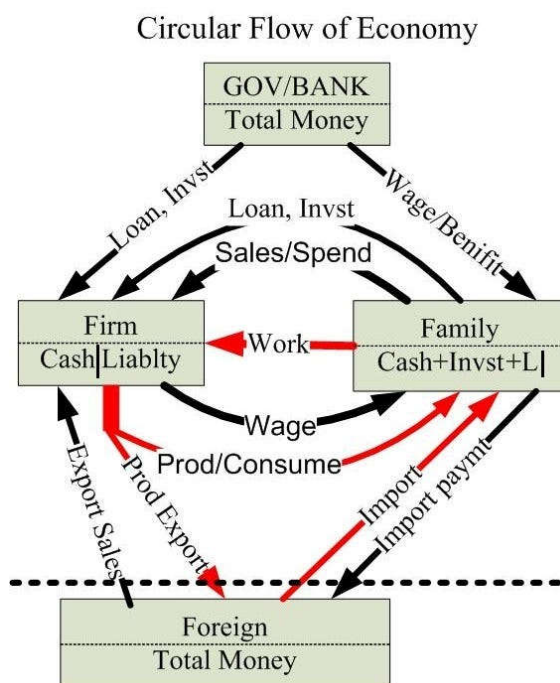 Circular Flow of Economy
GOV/BANK
Total Money
Loan, Invst
Wage/Benifit
Loan, Invst
Sales/Spend
Firm
Cash|Liablty
Work
Family
Cash+Invst+L|
Wage
Prod/Consume
Export Sales
Prod Export
Import
Import paymt
Foreign
Total Money